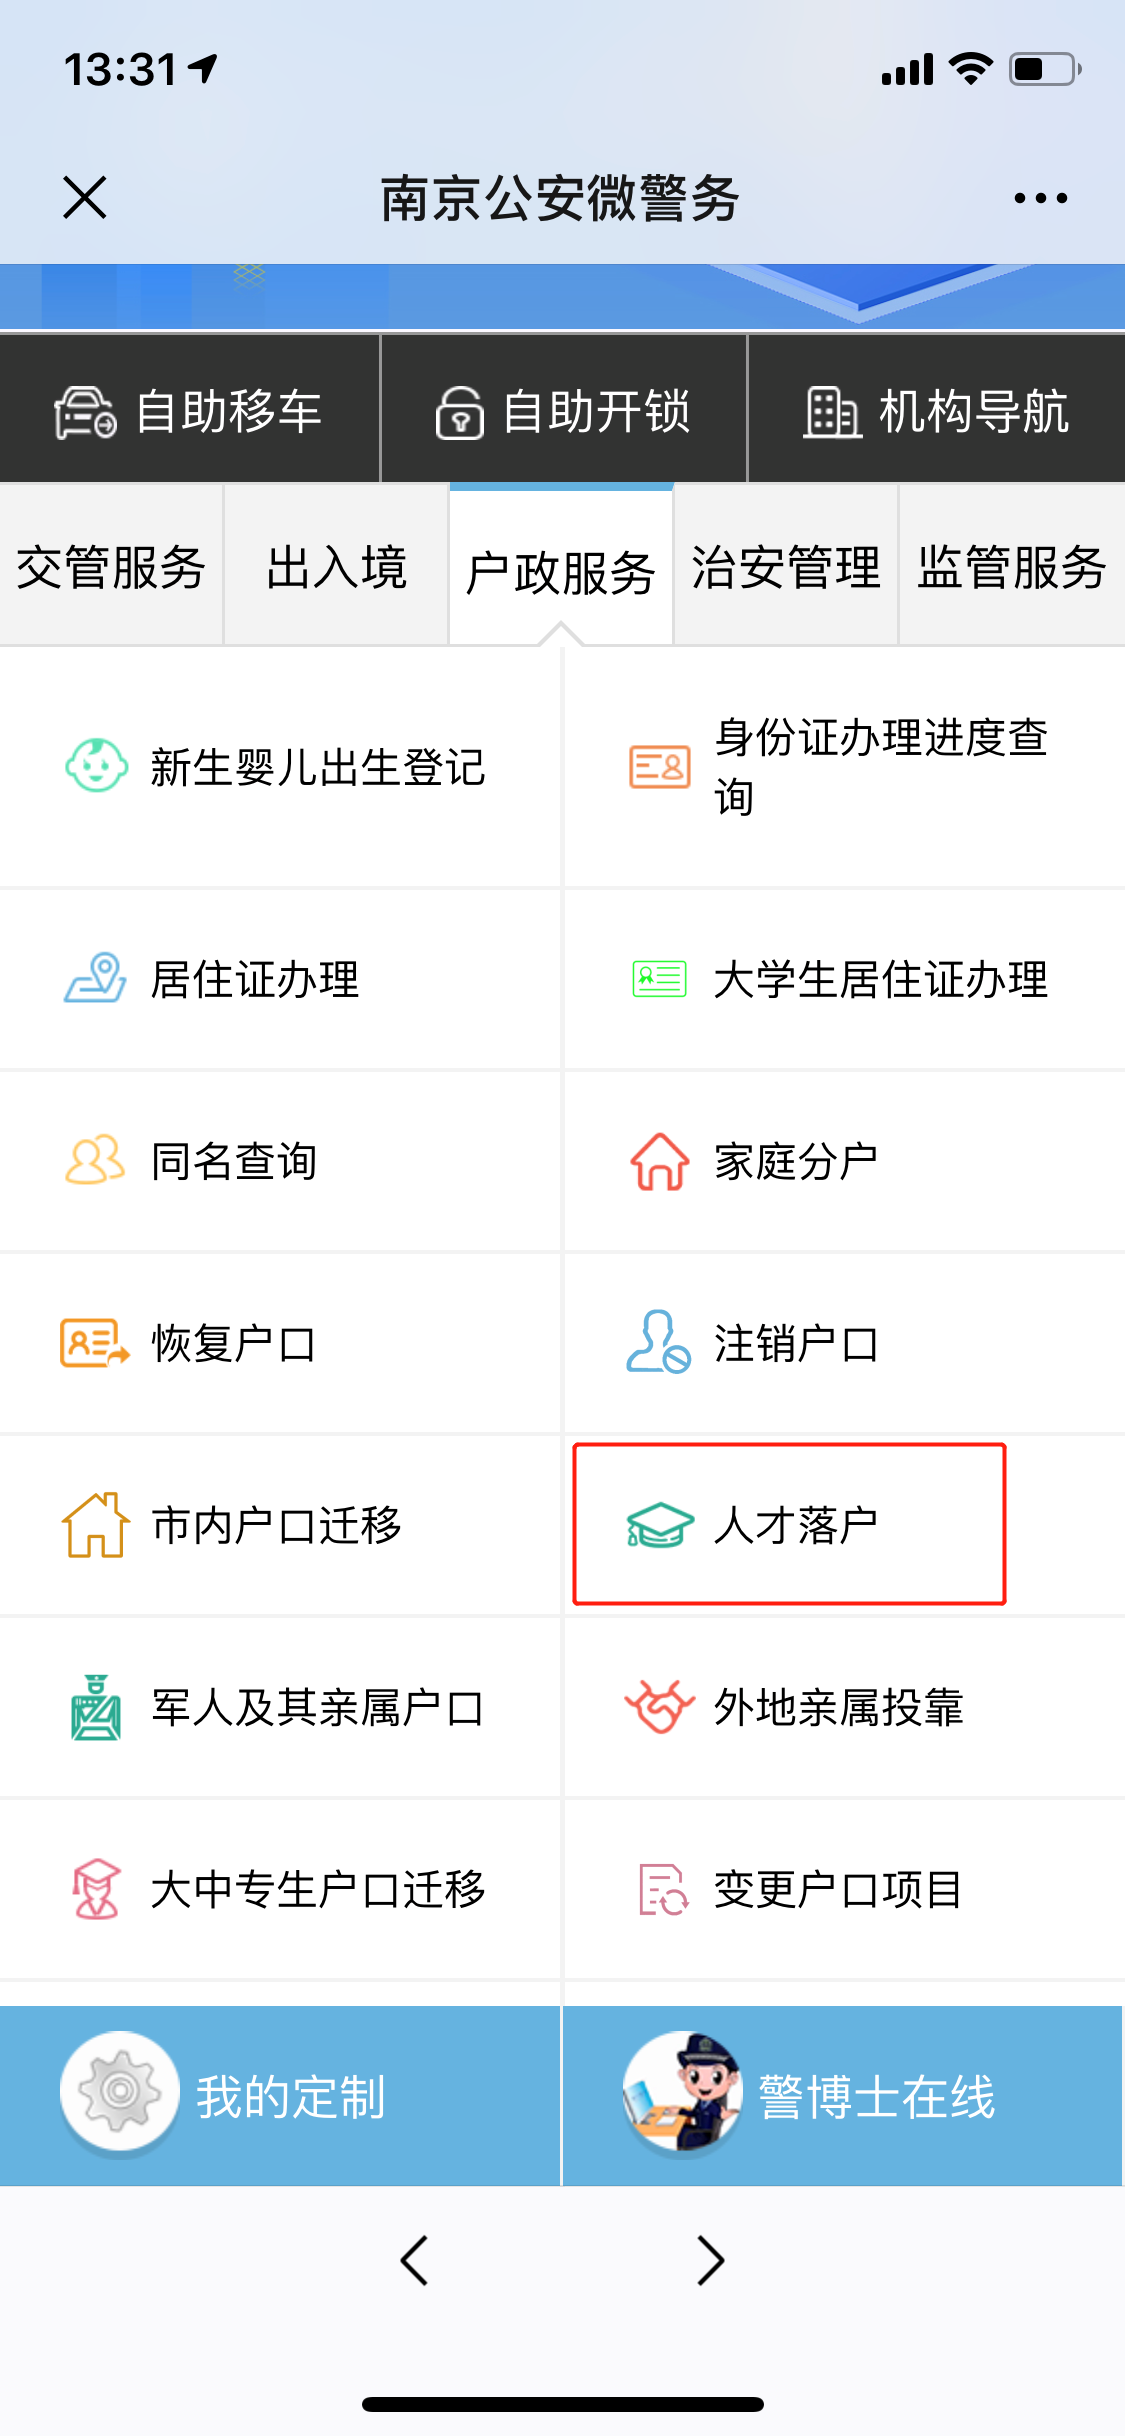 13:31
南京公安微警务
自助移车
自助开锁
机构导航
交管服务
出入境
户政服务
治安管理
监管服务
新生婴儿出生登记
身份证办理进度查
询
居住证办理
大学生居住证办理
同名查询
家庭分户
恢复户口
注销户口
市内户口迁移
人才落户
军人及其亲属户口
外地亲属投靠
大中专生户口迁移
变更户口项目
我的定制
警博士在线